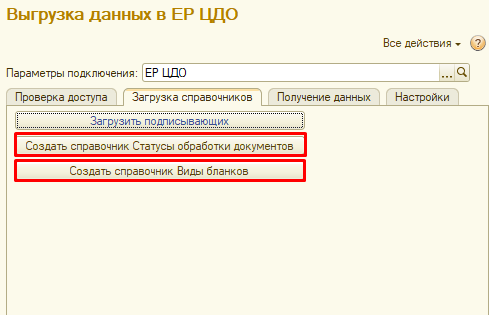 Выгрузка данных в ЕР ЦДО
Все действия
Параметры подключения: ЕР ЦДО ...
Проверка доступа Загрузка справочников Получение данных Настройки
Загрузить подписывающих
Создать справочник Статусы обработки документов
Создать справочник Виды бланков